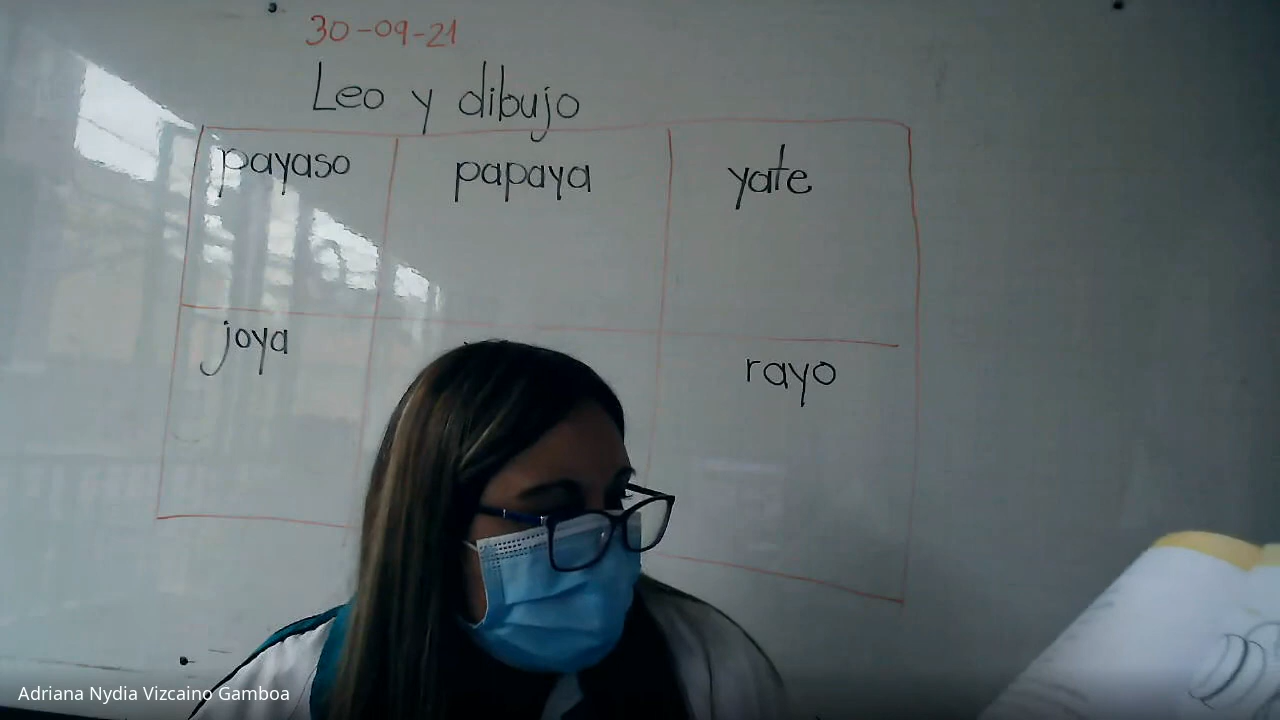 30-09-21
Leo y dibujo
payaso papaya yate
joya rayo
Adriana Nydia Vizcaino Gamboa